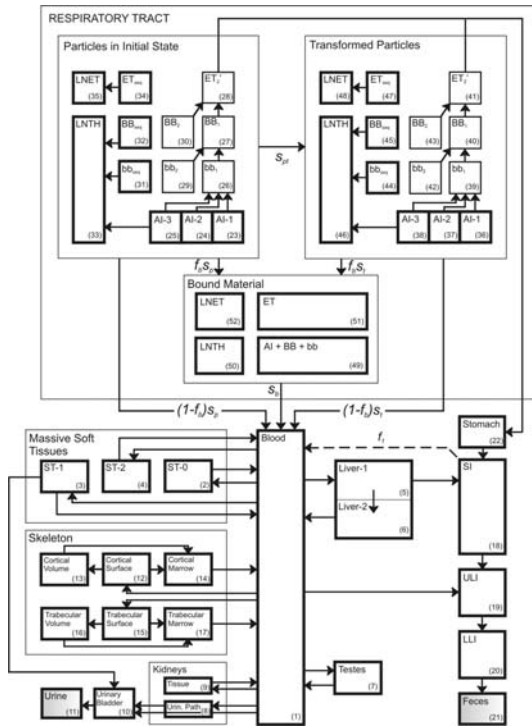 RESPIRATORY TRACT
Particles in Initial State
LNET
(35)
ETseq
(34)
ET2'
(28)
LNTH
(33)
BBseq
(32)
BB2
(30)
BB1
(27)
bbseq
(31)
bb2
(29)
bb1
(26)
AI-3
(25)
AI-2
(24)
AI-1
(23)
spt
Transformed Particles
LNET
(48)
ETseq
(47)
ET2'
(41)
LNTH
(46)
BBseq
(45)
BB2
(43)
BB1
(40)
bbseq
(44)
bb2
(42)
bb1
(39)
AI-3
(38)
AI-2
(37)
AI-1
(36)
fbsp
fbst
Bound Material
LNET
(52)
ET
(51)
LNTH
(50)
AI + BB + bb
(49)
sb
(1-fb)sp
(1-fb)st
Massive Soft
Tissues
ST-1
(3)
ST-2
(4)
ST-0
(2)
Blood
(1)
f1
Stomach
(22)
Liver-1
(5)
Liver-2
(6)
SI
(18)
Skeleton
Cortical
Volume
(13)
Cortical
Surface
(12)
Cortical
Marrow
(14)
Trabecular
Volume
(16)
Trabecular
Surface
(15)
Trabecular
Marrow
(17)
ULI
(19)
LLI
(20)
Kidneys
Tissue
(9)
Urin. Path
(8)
Testes
(7)
Urine
(11)
Urinary
Bladder
(10)
Feces
(21)